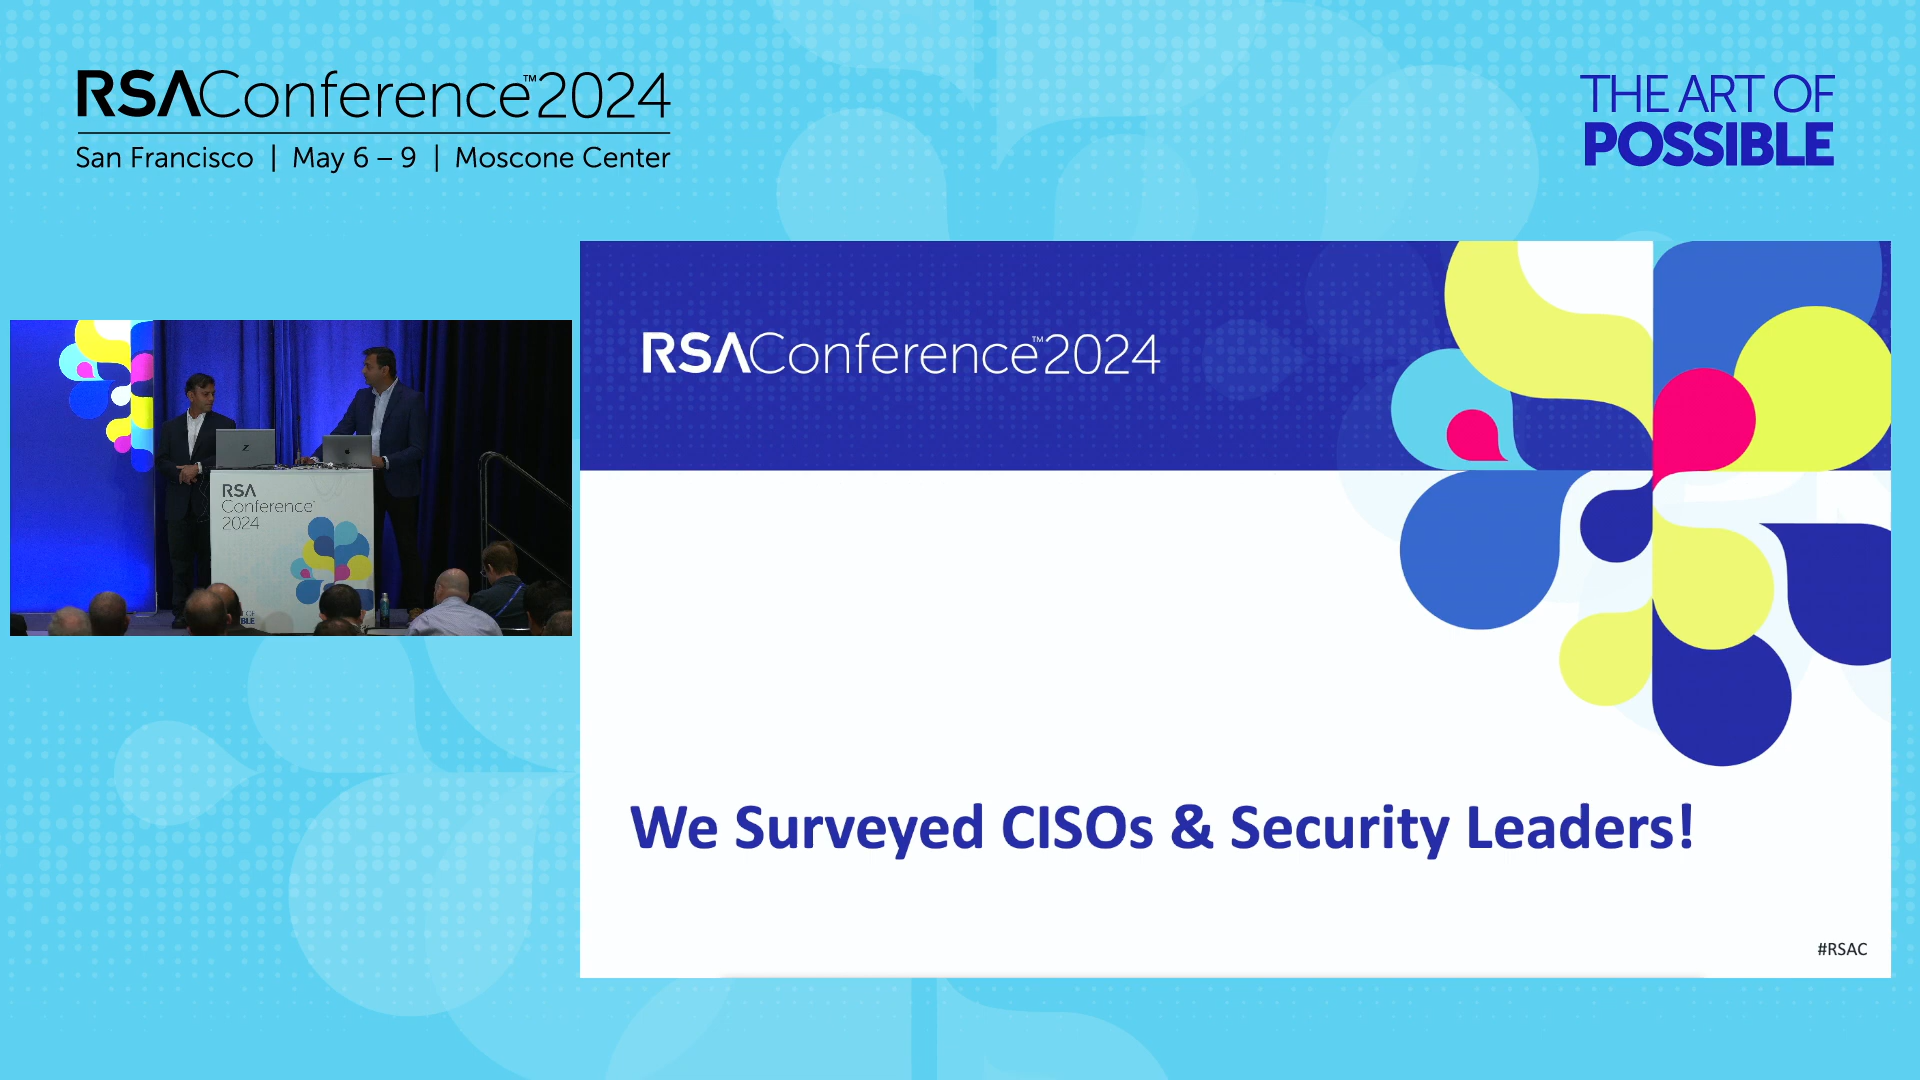 RSAConference™2024
San Francisco | May 6 – 9 | Moscone Center
THE ART OF
POSSIBLE
RSAConference™2024
RSA
Conference™
2024
We Surveyed CISOs & Security Leaders!
#RSAC